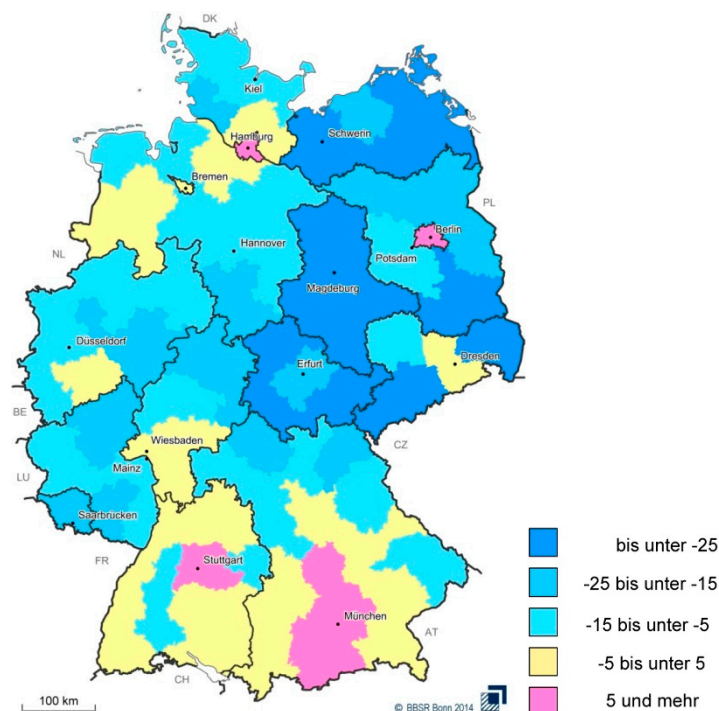 DK
Kiel
Schwerin
Hamburg
Bremen
PL
Berlin
NL
Hannover
Potsdam
Magdeburg
Düsseldorf
Erfurt
Dresden
BE
Wiesbaden
CZ
LU
Mainz
Saarbrücken
FR
Stuttgart
München
AT
CH
bis unter -25
-25 bis unter -15
-15 bis unter -5
-5 bis unter 5
5 und mehr
100 km
© BBSR Bonn 2014